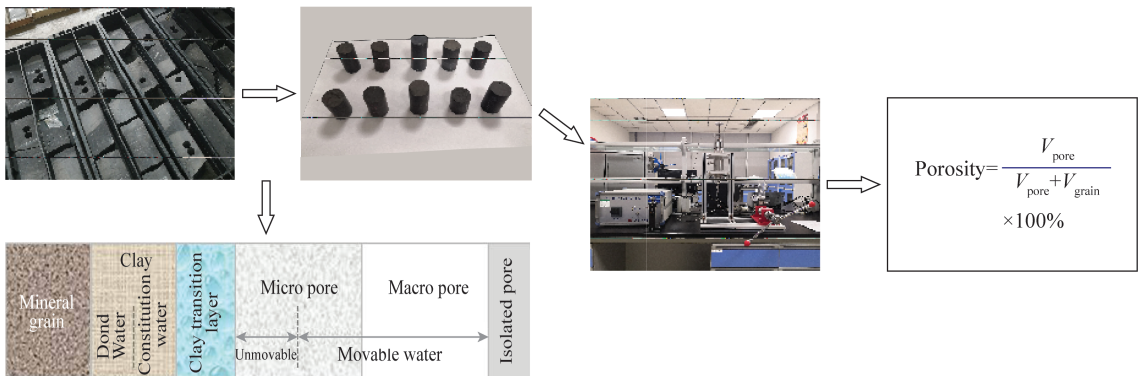 Porosity=
V pore
V pore+V grain
×100%
Mineral
grain
Clay
Dond
Water
Constitution
water
Clay transition
layer
Micro pore
Unmovable
Macro pore
Movable water
Isolated pore